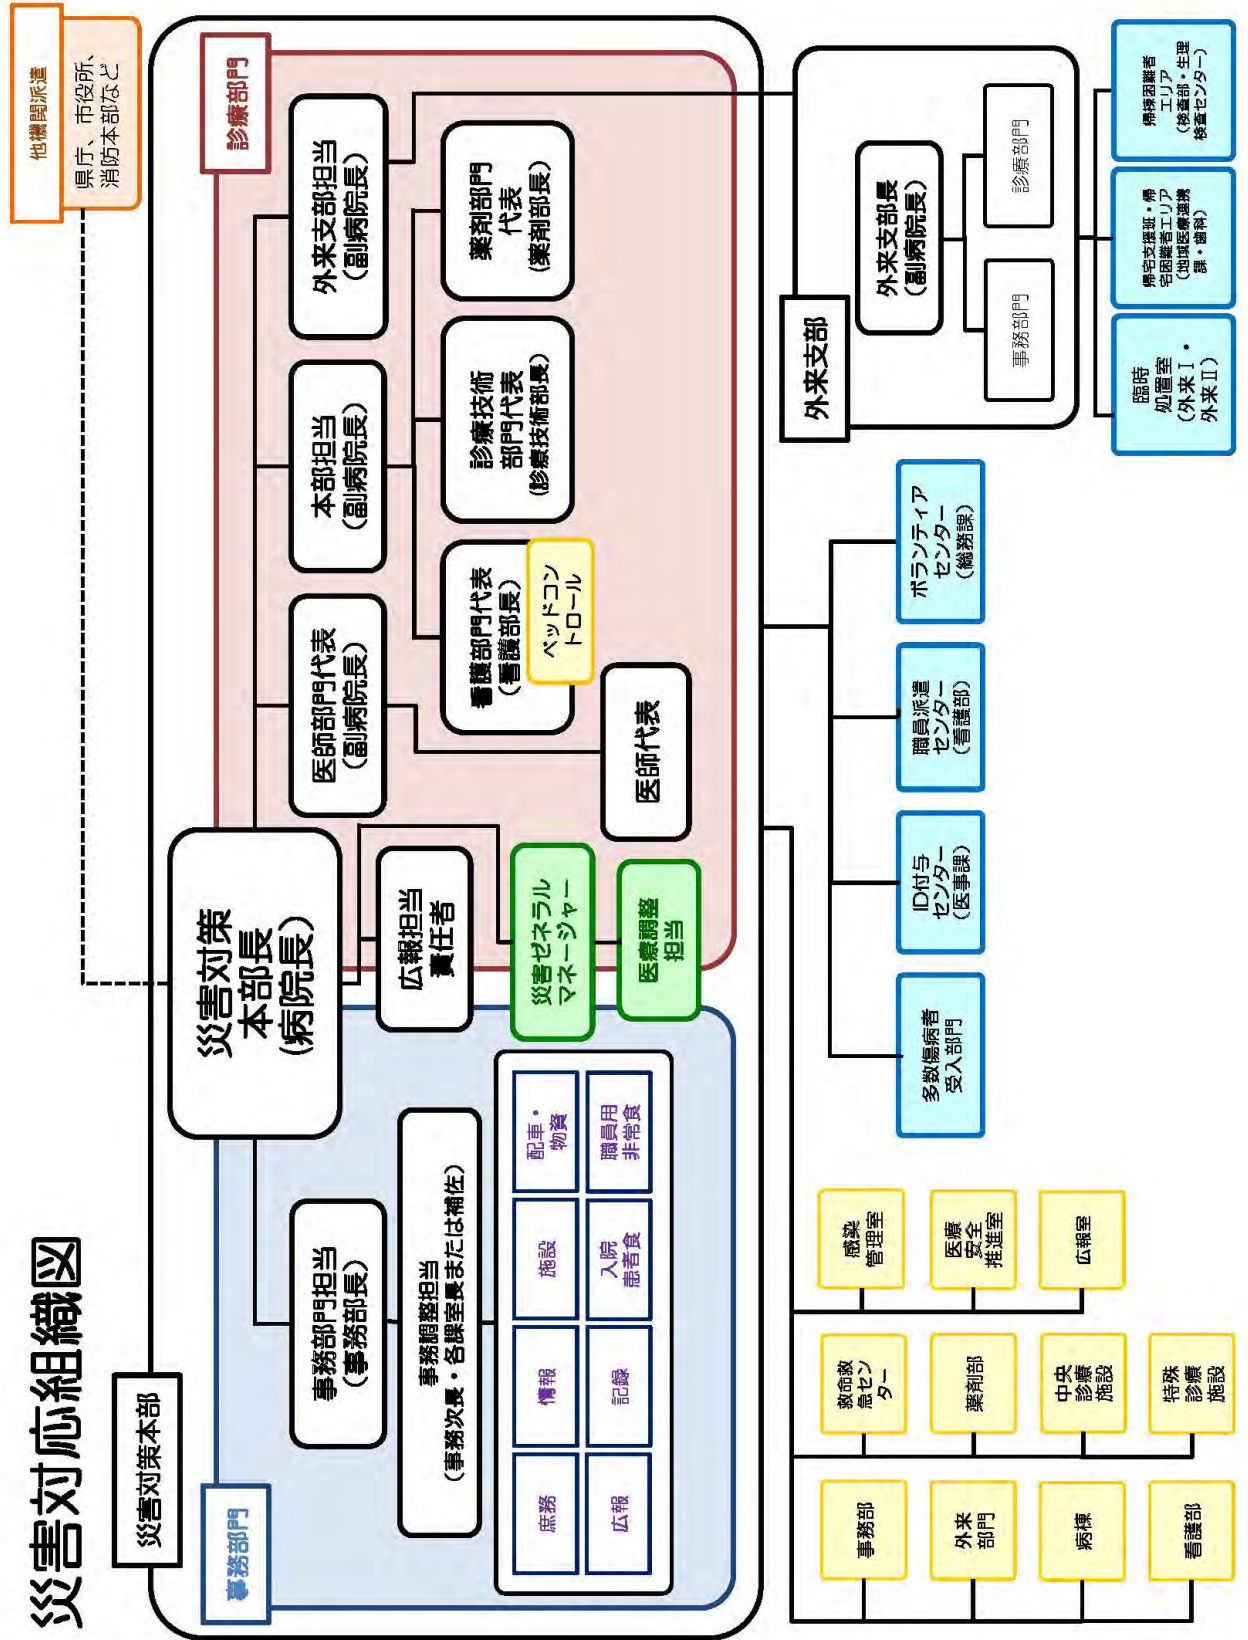 災害対応組織図
他機関派遣
県庁、市役所、
消防本部など
災害対策本部
災害対策
本部長
(病院長)
事務部門
事務部門担当
(事務部長)
事務調整担当
(事務次長・各課室長または補佐)
庶務
情報
施設
配車・
物資
広報
記録
入院
患者食
職員用
非常食
広報担当
責任者
災害ゼネラル
マネージャー
医療調整
担当
診療部門
医師部門代表
(副病院長)
本部担当
(副病院長)
外来支部担当
(副病院長)
看護部門代表
(看護部長)
ベッドコン
トロール
診療技術
部門代表
(診療技術部長)
薬剤部門
代表
(薬剤部長)
医師代表
事務部
救命救
急センター
感染
管理室
外来
部門
薬剤部
医療
安全
推進室
病棟
中央
診療
施設
広報室
看護部
特殊
診療
施設
多数傷病者
受入部門
ID付与
センター
(医事課)
職員派遣
センター
(看護部)
ボランティア
センター
(総務課)
外来支部
外来支部長
(副病院長)
事務部門
診療部門
臨時
処置室
(外来Ⅰ・
外来Ⅱ)
帰宅支援班・帰
宅困難者エリア
(地域医療連携
課・歯科)
帰棟困難者
エリア
(検査部・生理
検査センター)